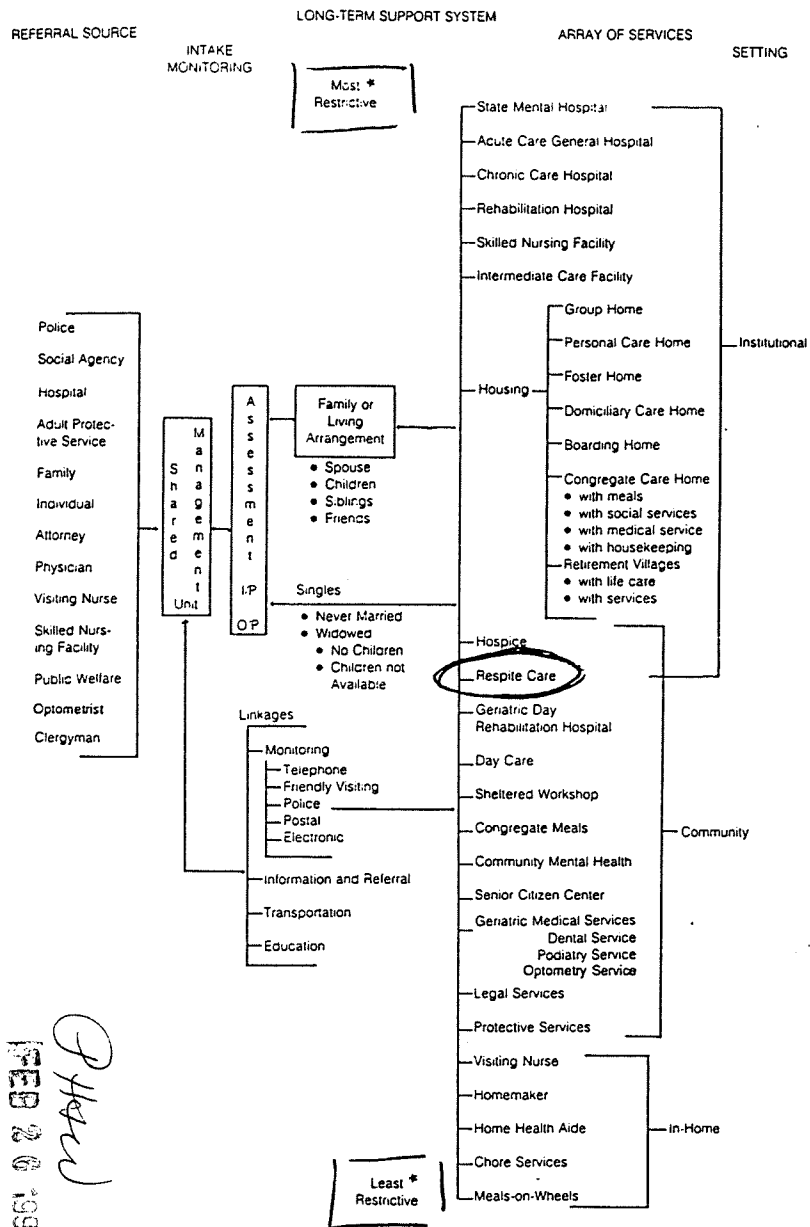 LONG-TERM SUPPORT SYSTEM
REFERRAL SOURCE
INTAKE
MONITORING
ARRAY OF SERVICES
SETTING
Most *
Restrictive
Police
Social Agency
Hospital
Adult Protec-
tive Service
Family
Individual
Attorney
Physician
Visiting Nurse
Skilled Nurs-
ing Facility
Public Welfare
Optometrist
Clergyman
Shared
Management
Unit
Assessment
I.P
O.P
Family or
Living
Arrangement
• Spouse
• Children
• Siblings
• Friends
Singles
• Never Married
• Widowed
• No Children
• Children not
Available
Linkages
Monitoring
Telephone
Friendly Visiting
Police
Postal
Electronic
Information and Referral
Transportation
Education
State Mental Hospital
Acute Care General Hospital
Chronic Care Hospital
Rehabilitation Hospital
Skilled Nursing Facility
Intermediate Care Facility
Housing
Group Home
Personal Care Home
Foster Home
Domiciliary Care Home
Boarding Home
Congregate Care Home
• with meals
• with social services
• with medical service
• with housekeeping
Retirement Villages
• with life care
• with services
Institutional
Hospice
Respite Care
Geriatric Day
Rehabilitation Hospital
Day Care
Sheltered Workshop
Congregate Meals
Community Mental Health
Senior Citizen Center
Geriatric Medical Services
Dental Service
Podiatry Service
Optometry Service
Legal Services
Protective Services
Community
Visiting Nurse
Homemaker
Home Health Aide
Chore Services
Meals-on-Wheels
In-Home
Least *
Restrictive
FEB 26